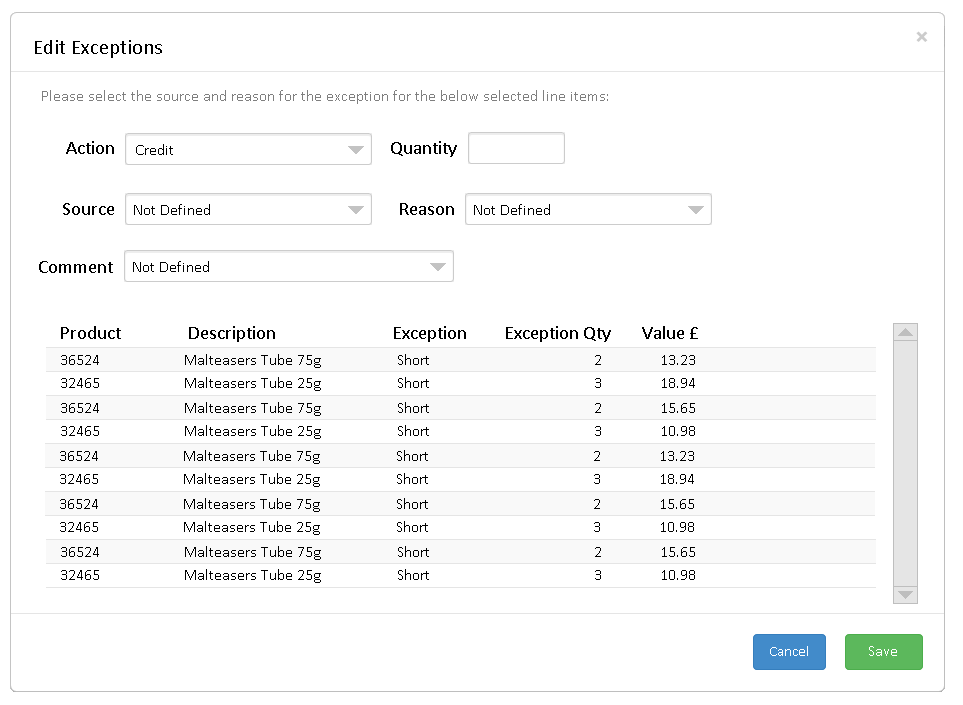 Edit Exceptions ×
Please select the source and reason for the exception for the below selected line items:
Action Credit Quantity
Source Not Defined Reason Not Defined
Comment Not Defined
Product Description Exception Exception Qty Value £
36524 Malteasers Tube 75g Short 2 13.23
32465 Malteasers Tube 25g Short 3 18.94
36524 Malteasers Tube 75g Short 2 15.65
32465 Malteasers Tube 25g Short 3 10.98
36524 Malteasers Tube 75g Short 2 13.23
32465 Malteasers Tube 25g Short 3 18.94
36524 Malteasers Tube 75g Short 2 15.65
32465 Malteasers Tube 25g Short 3 10.98
36524 Malteasers Tube 75g Short 2 15.65
32465 Malteasers Tube 25g Short 3 10.98
Cancel Save